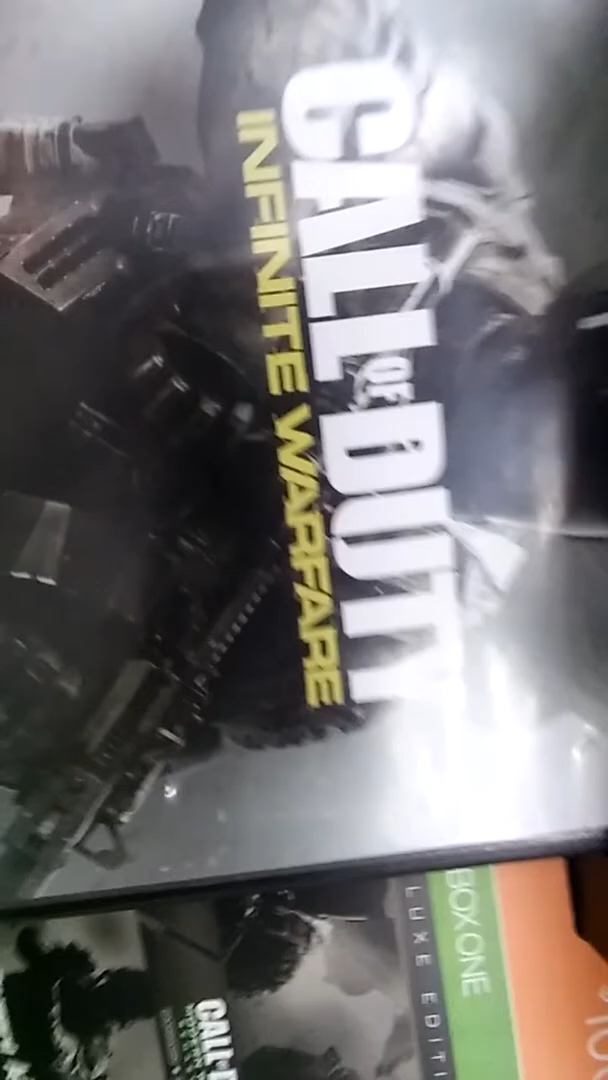 CALL OF DUTY
INFINITE WARFARE
BOX ONE
LUXE EDITI
CALL